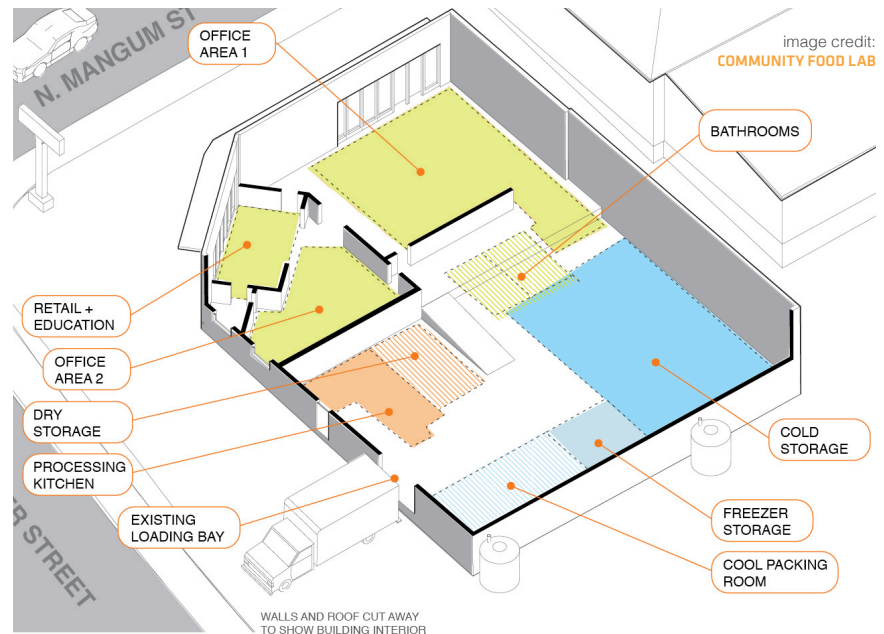 N. MANGUM ST
OFFICE
AREA 1
image credit:
COMMUNITY FOOD LAB
BATHROOMS
RETAIL +
EDUCATION
OFFICE
AREA 2
DRY
STORAGE
PROCESSING
KITCHEN
EXISTING
LOADING BAY
COLD
STORAGE
FREEZER
STORAGE
COOL PACKING
ROOM
ER STREET
WALLS AND ROOF CUT AWAY
TO SHOW BUILDING INTERIOR